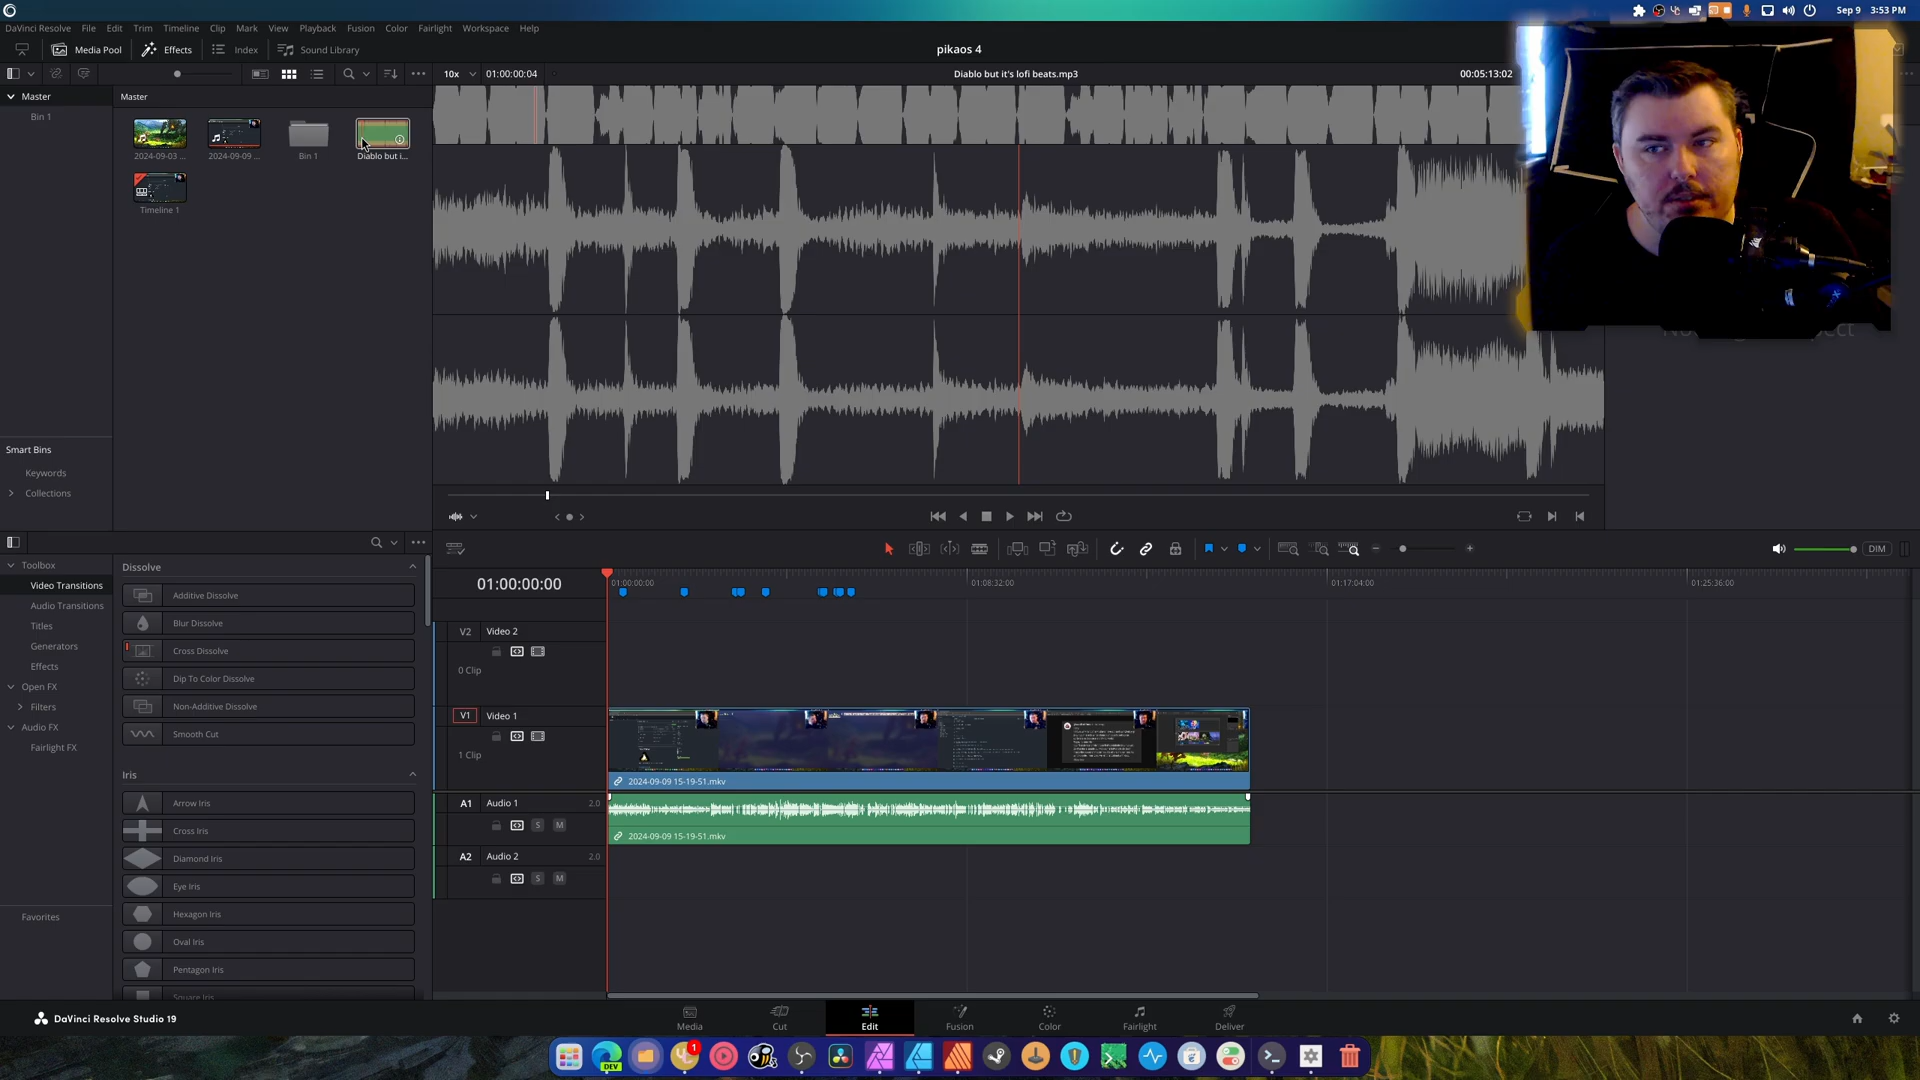 Sep 9 3:53 PM
DaVinci Resolve File Edit Trim Timeline Clip Mark View Playback Fusion Color Fairlight Workspace Help
Media Pool Effects Index Sound Library pikaos 4
10x 01:00:00:04 Diablo but it's lofi beats.mp3 00:05:13:02
Master Master
Bin 1
2024-09-03 ... 2024-09-09 ... Bin 1 Diablo but i...
Timeline 1
Smart Bins
Keywords
Collections
DIM
Toolbox
Video Transitions
Audio Transitions
Titles
Generators
Effects
Open FX
Filters
Audio FX
Fairlight FX
Favorites
Dissolve
Additive Dissolve
Blur Dissolve
Cross Dissolve
Dip To Color Dissolve
Non-Additive Dissolve
Smooth Cut
Iris
Arrow Iris
Cross Iris
Diamond Iris
Eye Iris
Hexagon Iris
Oval Iris
Pentagon Iris
Square Iris
01:00:00:00 01:00:00:00 01:08:32:00 01:17:04:00 01:25:36:00
V2 Video 2
0 Clip
V1 Video 1
1 Clip
2024-09-09 15-19-51.mkv
A1 Audio 1 2.0
S M
2024-09-09 15-19-51.mkv
A2 Audio 2 2.0
S M
DaVinci Resolve Studio 19
Media Cut Edit Fusion Color Fairlight Deliver
1
DEV